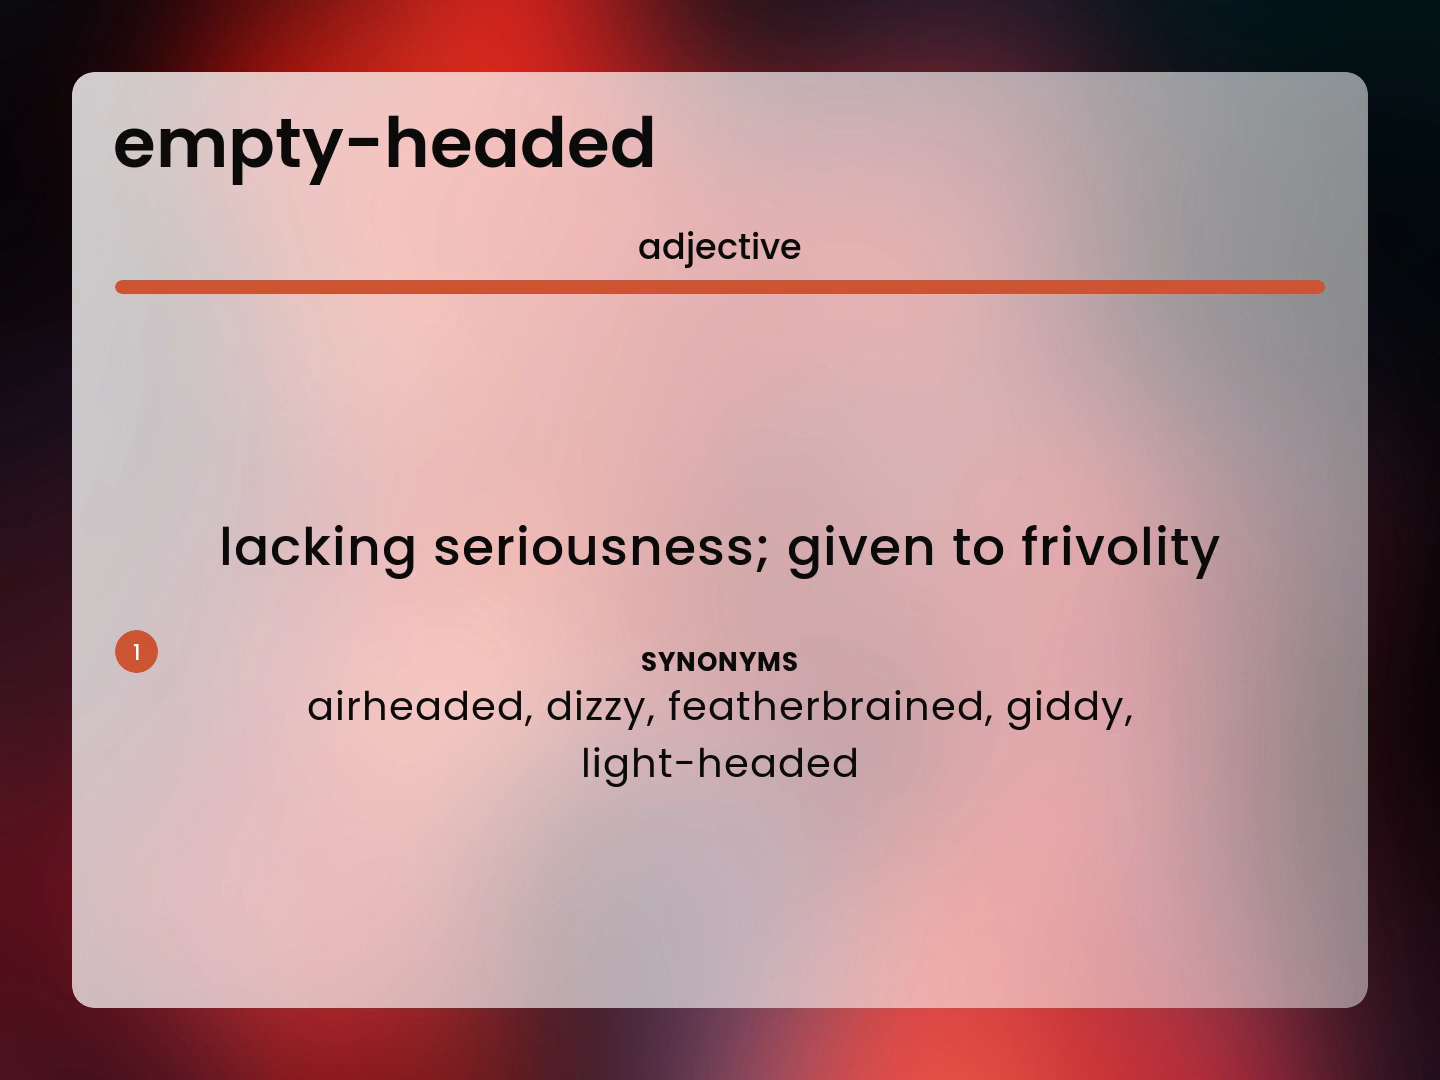 empty-headed
adjective
lacking seriousness; given to frivolity
1
SYNONYMS
airheaded, dizzy, featherbrained, giddy,
light-headed